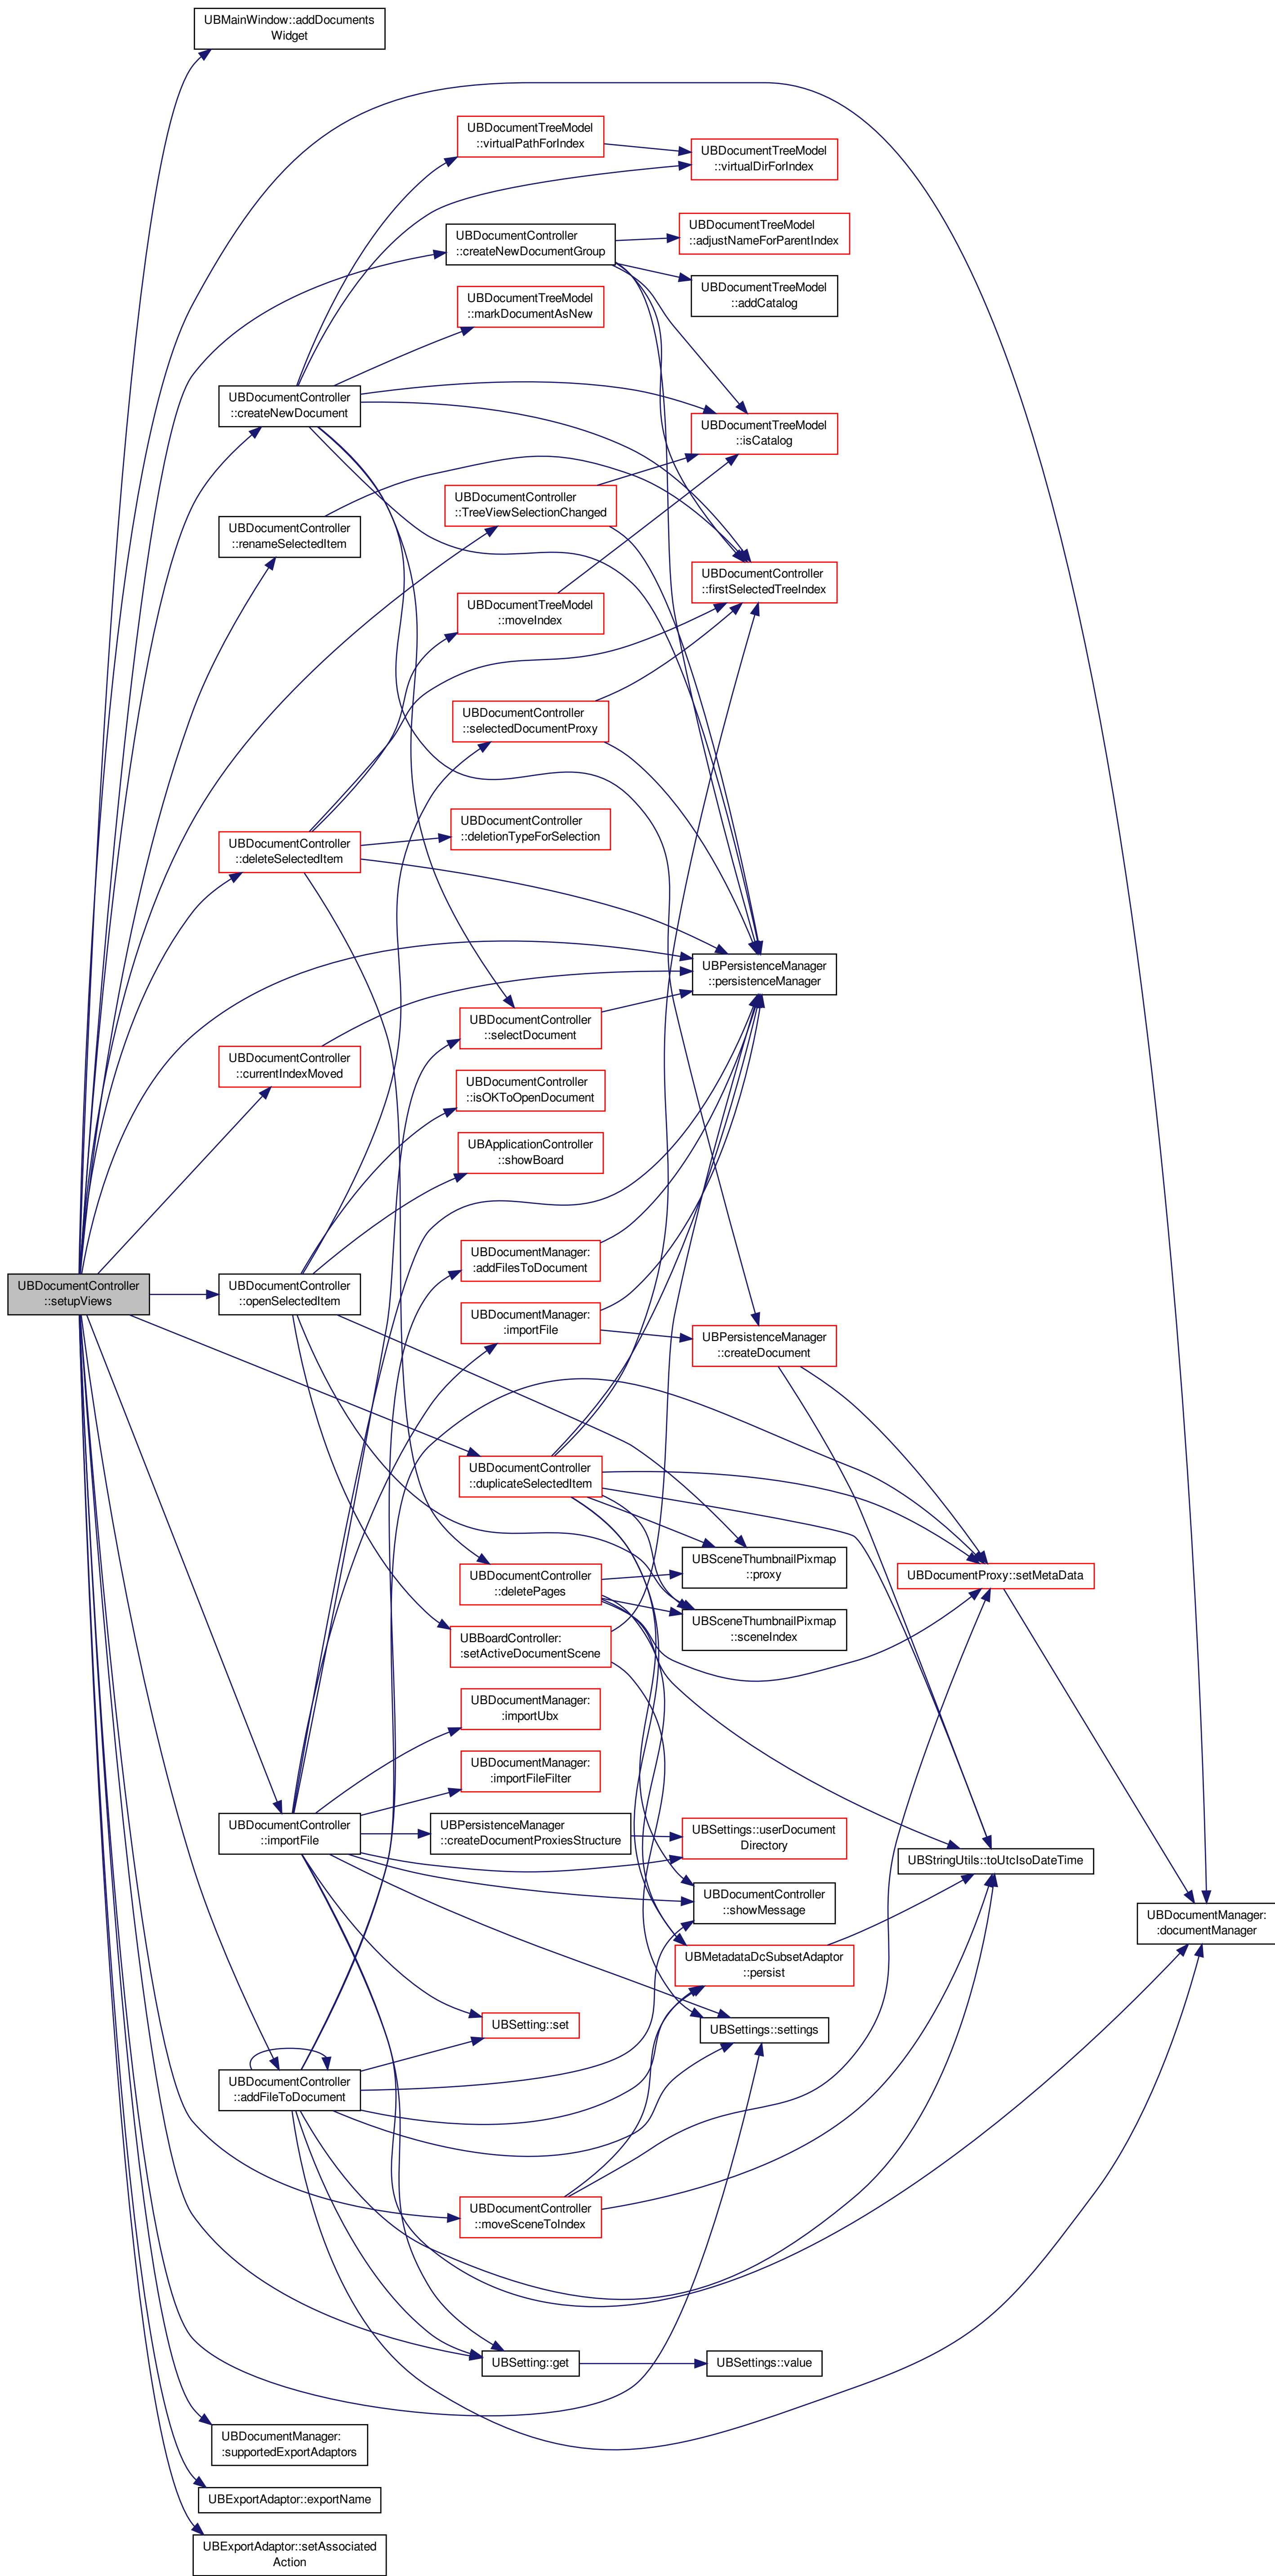 UBMainWindow::addDocuments
Widget
UBDocumentTreeModel
::virtualPathForIndex
UBDocumentTreeModel
::virtualDirForIndex
UBDocumentController
::createNewDocumentGroup
UBDocumentTreeModel
::adjustNameForParentIndex
UBDocumentTreeModel
::addCatalog
UBDocumentTreeModel
::markDocumentAsNew
UBDocumentController
::createNewDocument
UBDocumentTreeModel
::isCatalog
UBDocumentController
::TreeViewSelectionChanged
UBDocumentController
::renameSelectedItem
UBDocumentController
::firstSelectedTreeIndex
UBDocumentTreeModel
::moveIndex
UBDocumentController
::selectedDocumentProxy
UBDocumentController
::deletionTypeForSelection
UBDocumentController
::deleteSelectedItem
UBPersistenceManager
::persistenceManager
UBDocumentController
::selectDocument
UBDocumentController
::currentIndexMoved
UBDocumentController
::isOKToOpenDocument
UBApplicationController
::showBoard
UBDocumentManager:
:addFilesToDocument
UBDocumentController
::setupViews
UBDocumentController
::openSelectedItem
UBDocumentManager:
:importFile
UBPersistenceManager
::createDocument
UBDocumentController
::duplicateSelectedItem
UBSceneThumbnailPixmap
::proxy
UBDocumentController
::deletePages
UBDocumentProxy::setMetaData
UBSceneThumbnailPixmap
::sceneIndex
UBBoardController:
:setActiveDocumentScene
UBDocumentManager:
:importUbx
UBDocumentManager:
:importFileFilter
UBDocumentController
::importFile
UBPersistenceManager
::createDocumentProxiesStructure
UBSettings::userDocument
Directory
UBStringUtils::toUtcIsoDateTime
UBDocumentController
::showMessage
UBDocumentManager:
:documentManager
UBMetadataDcSubsetAdaptor
::persist
UBSetting::set
UBSettings::settings
UBDocumentController
::addFileToDocument
UBDocumentController
::moveSceneToIndex
UBSetting::get
UBSettings::value
UBDocumentManager:
:supportedExportAdaptors
UBExportAdaptor::exportName
UBExportAdaptor::setAssociated
Action